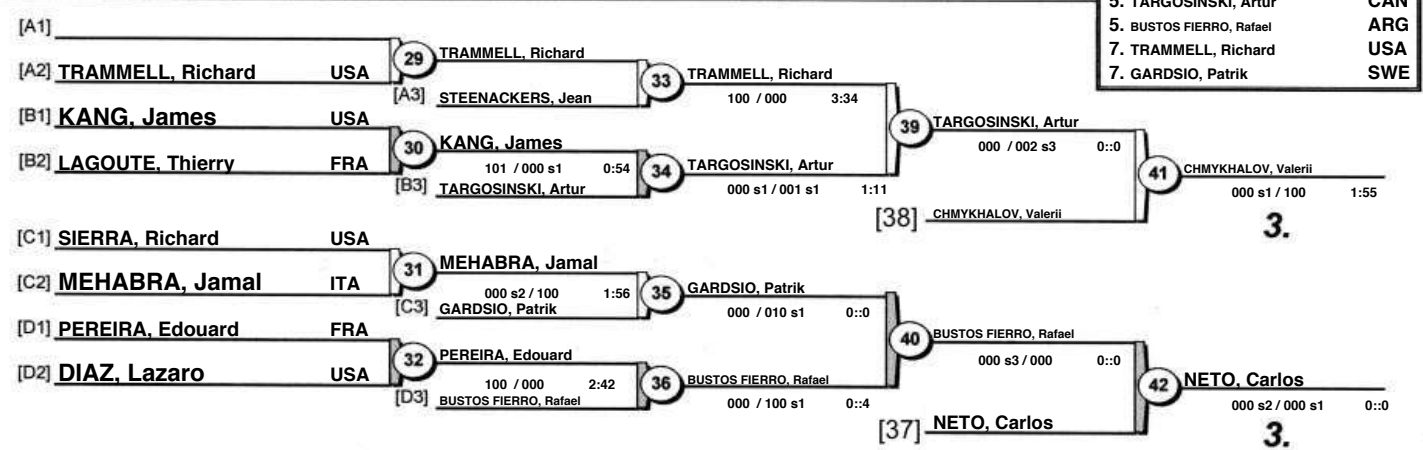 5. TARGOSINSKI, Artur CAN
5. BUSTOS FIERRO, Rafael ARG
7. TRAMMELL, Richard USA
7. GARDSIO, Patrik SWE
[A1]
29 TRAMMELL, Richard
[A2] TRAMMELL, Richard USA
33 TRAMMELL, Richard
[A3] STEENACKERS, Jean
100 / 000 3:34
[B1] KANG, James USA
39 TARGOSINSKI, Artur
30 KANG, James
000 / 002 s3 0::0
[B2] LAGOUTE, Thierry FRA
101 / 000 s1 0:54
34 TARGOSINSKI, Artur
41 CHMYKHALOV, Valerii
[B3] TARGOSINSKI, Artur
000 s1 / 001 s1 1:11
000 s1 / 100 1:55
[38] CHMYKHALOV, Valerii
3.
[C1] SIERRA, Richard USA
31 MEHABRA, Jamal
[C2] MEHABRA, Jamal ITA
000 s2 / 100 1:56
35 GARDSIO, Patrik
[C3] GARDSIO, Patrik
000 / 010 s1 0::0
[D1] PEREIRA, Edouard FRA
40 BUSTOS FIERRO, Rafael
32 PEREIRA, Edouard
000 s3 / 000 0::0
[D2] DIAZ, Lazaro USA
100 / 000 2:42
36 BUSTOS FIERRO, Rafael
42 NETO, Carlos
[D3] BUSTOS FIERRO, Rafael
000 / 100 s1 0::4
000 s2 / 000 s1 0::0
[37] NETO, Carlos
3.